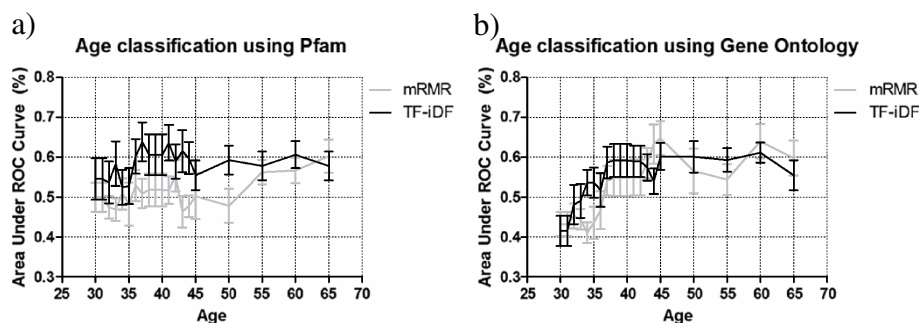 a)
Age classification using Pfam
Area Under ROC Curve (%)
0.8
0.7
0.6
0.5
0.4
0.3
25 30 35 40 45 50 55 60 65 70
Age
mRMR
TF-iDF
b)
Age classification using Gene Ontology
Area Under ROC Curve (%)
0.8
0.7
0.6
0.5
0.4
0.3
25 30 35 40 45 50 55 60 65 70
Age
mRMR
TF-iDF